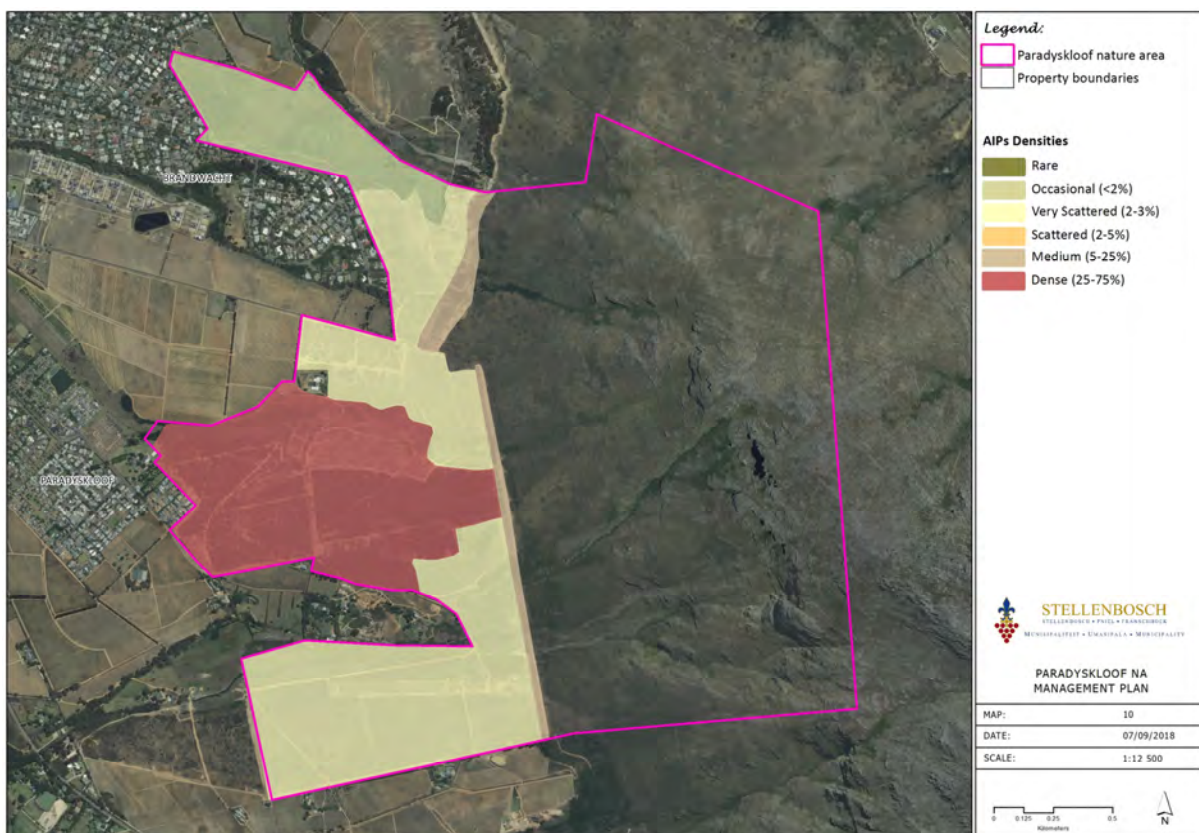 BRANDWACHT
PARADYSKLOOF
Legend:
Paradyskloof nature area
Property boundaries
AIPs Densities
Rare
Occasional (<2%)
Very Scattered (2-3%)
Scattered (2-5%)
Medium (5-25%)
Dense (25-75%)
STELLENBOSCH
STELLENBOSCH • PNIEL • FRANSCHHOEK
MUNISIPALITEIT • UMASIPALA • MUNICIPALITY
PARADYSKLOOF NA
MANAGEMENT PLAN
MAP: 10
DATE: 07/09/2018
SCALE: 1:12 500
0 0.125 0.25 0.5
Kilometers
N